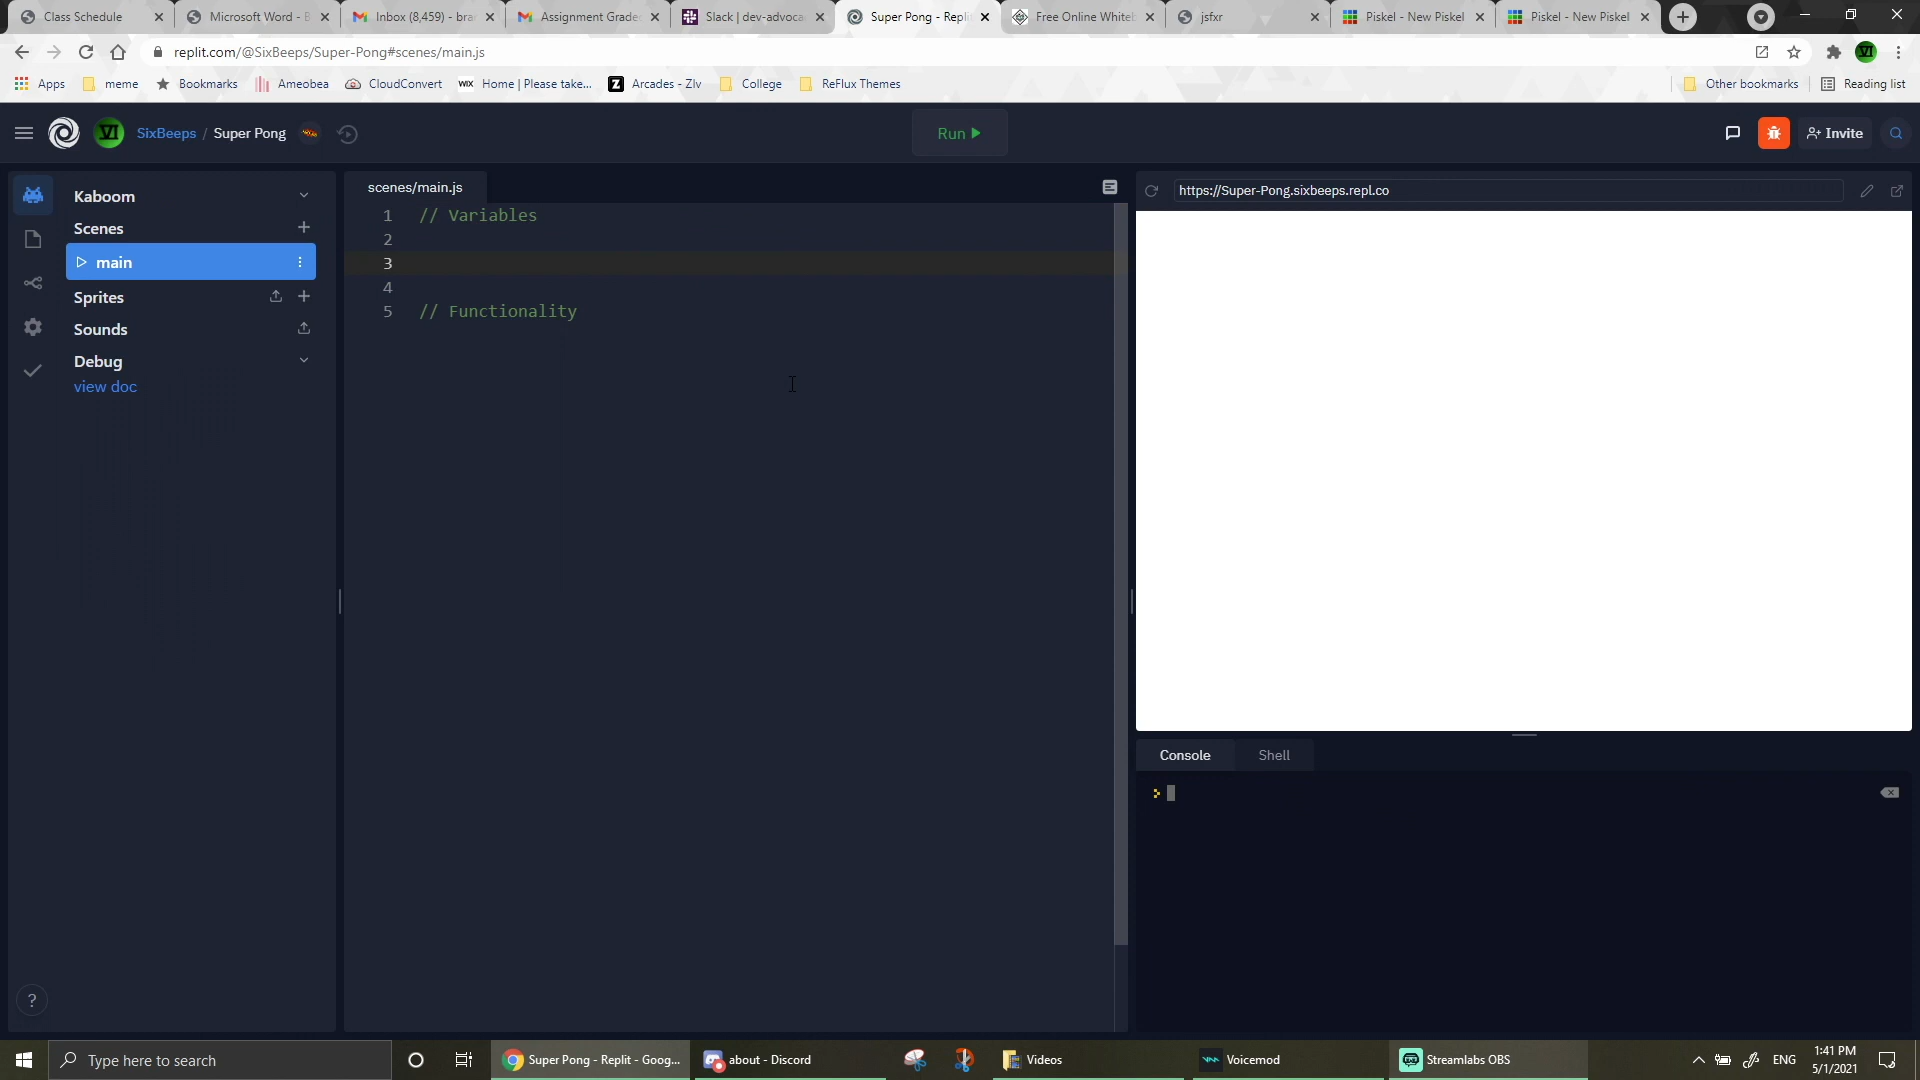 Class Schedule
Microsoft Word - B
Inbox (8,459) - bra
Assignment Grade
Slack | dev-advoca
Super Pong - Repli
Free Online Whiteb
jsfxr
Piskel - New Piskel
Piskel - New Piskel
replit.com/@SixBeeps/Super-Pong#scenes/main.js
Apps
meme
Bookmarks
Ameobea
CloudConvert
WIX
Home | Please take...
Arcades - Zlv
College
ReFlux Themes
Other bookmarks
Reading list
VI
SixBeeps / Super Pong
Run
Invite
Kaboom
Scenes
main
Sprites
Sounds
Debug
view doc
scenes/main.js
1 // Variables
2
3
4
5 // Functionality
https://Super-Pong.sixbeeps.repl.co
Console
Shell
?
Type here to search
Super Pong - Replit - Goog...
about - Discord
Videos
Voicemod
Streamlabs OBS
ENG
1:41 PM
5/1/2021